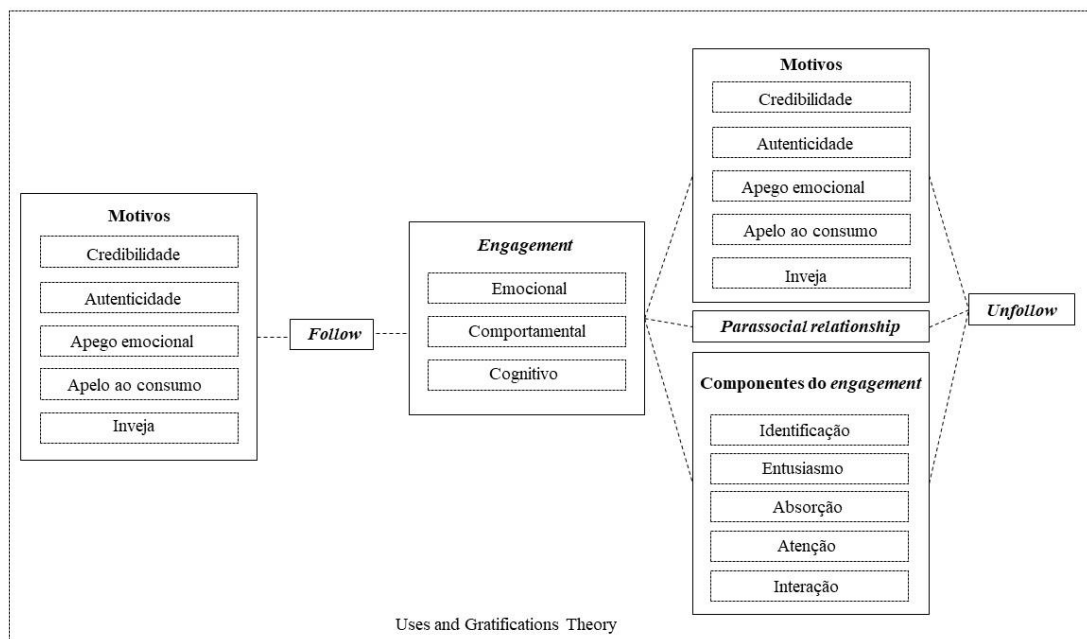 Motivos
Credibilidade
Autenticidade
Apego emocional
Apelo ao consumo
Inveja
Follow
Engagement
Emocional
Comportamental
Cognitivo
Motivos
Credibilidade
Autenticidade
Apego emocional
Apelo ao consumo
Inveja
Parassocial relationship
Componentes do engagement
Identificação
Entusiasmo
Absorção
Atenção
Interação
Unfollow
Uses and Gratifications Theory